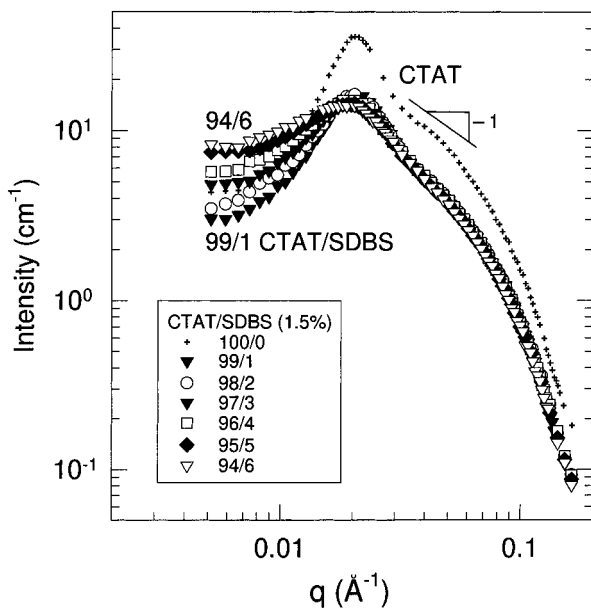 CTAT
−1
94/6
99/1 CTAT/SDBS
Intensity (cm⁻¹)
10¹
10⁰
10⁻¹
CTAT/SDBS (1.5%)
100/0
99/1
98/2
97/3
96/4
95/5
94/6
0.01
0.1
q (Å⁻¹)